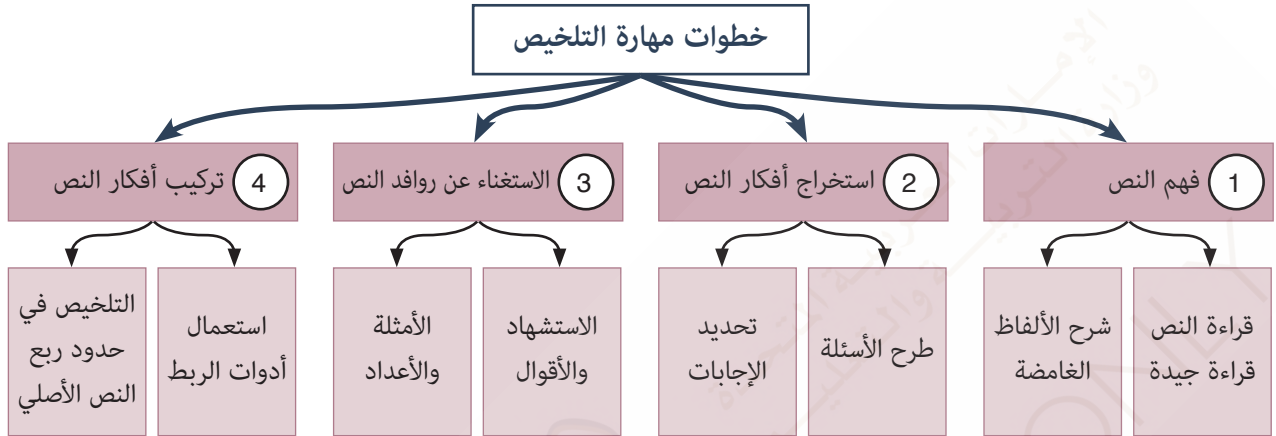 خطوات مهارة التلخيص
1 فهم النص
2 استخراج أفكار النص
3 الاستغناء عن روافد النص
4 تركيب أفكار النص
قراءة النص
قراءة جيدة
شرح الألفاظ
الغامضة
طرح الأسئلة
تحديد
الإجابات
الاستشهاد
والأقوال
الأمثلة
والأعداد
استعمال
أدوات الربط
التلخيص في
حدود ربع
النص الأصلي
ONLY